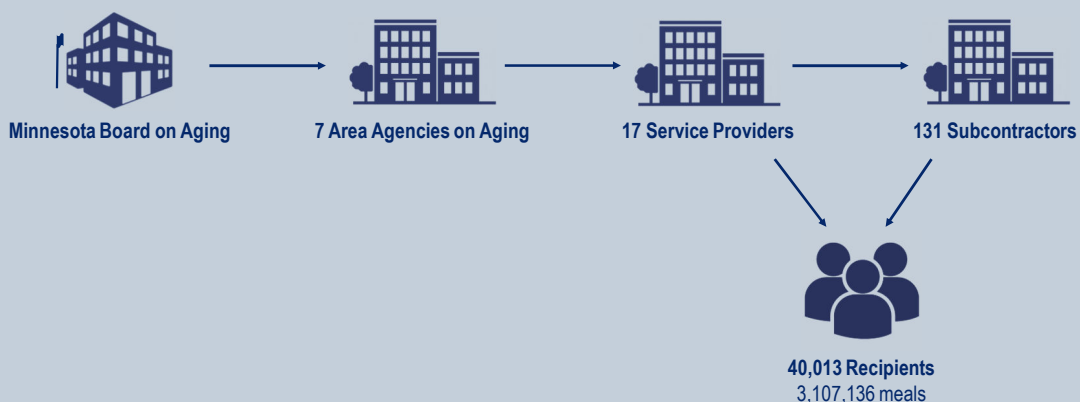 Minnesota Board on Aging
7 Area Agencies on Aging
17 Service Providers
131 Subcontractors
40,013 Recipients
3,107,136 meals